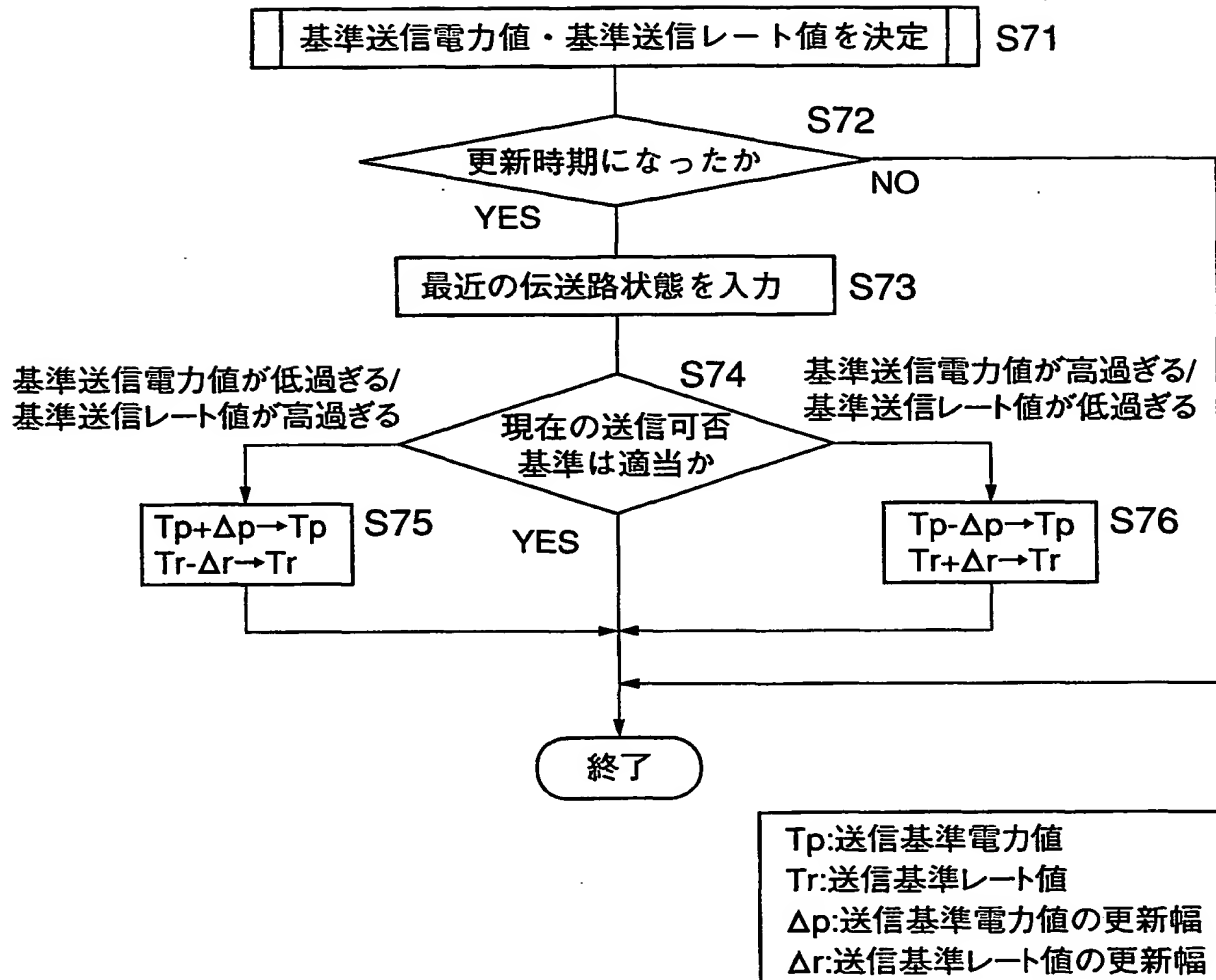 基準送信電力値・基準送信レート値を決定
S71
S72
更新時期になったか
NO
YES
最近の伝送路状態を入力
S73
S74
基準送信電力値が低過ぎる/
基準送信レート値が高過ぎる
基準送信電力値が高過ぎる/
基準送信レート値が低過ぎる
現在の送信可否
基準は適当か
Tp+Δp→Tp
Tr-Δr→Tr
S75
YES
Tp-Δp→Tp
Tr+Δr→Tr
S76
終了
Tp:送信基準電力値
Tr:送信基準レート値
Δp:送信基準電力値の更新幅
Δr:送信基準レート値の更新幅